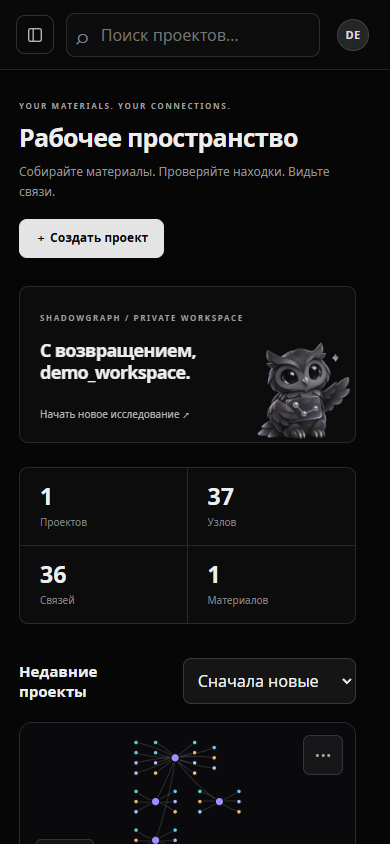 Поиск проектов...
DE
YOUR MATERIALS. YOUR CONNECTIONS.
Рабочее пространство
Собирайте материалы. Проверяйте находки. Видьте
связи.
+ Создать проект
SHADOWGRAPH / PRIVATE WORKSPACE
С возвращением,
demo_workspace.
Начать новое исследование ↗
1
37
Проектов
Узлов
36
1
Связей
Материалов
Недавние
проекты
Сначала новые
...